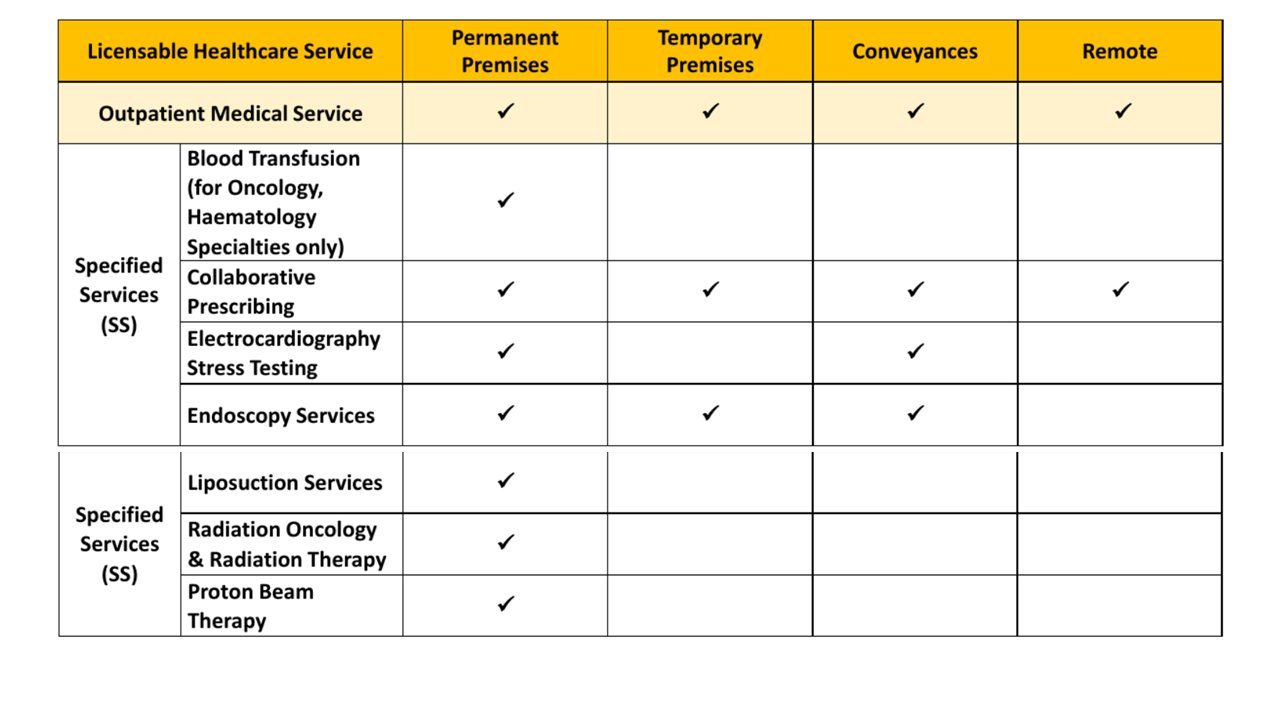 Licensable Healthcare Service
Permanent
Premises
Temporary
Premises
Conveyances
Remote
Outpatient Medical Service
✓ ✓ ✓ ✓
Specified
Services
(SS)
Blood Transfusion
(for Oncology,
Haematology
Specialties only)
✓
Collaborative
Prescribing
✓ ✓ ✓ ✓
Electrocardiography
Stress Testing
✓ ✓
Endoscopy Services
✓ ✓ ✓
Specified
Services
(SS)
Liposuction Services
✓
Radiation Oncology
& Radiation Therapy
✓
Proton Beam
Therapy
✓